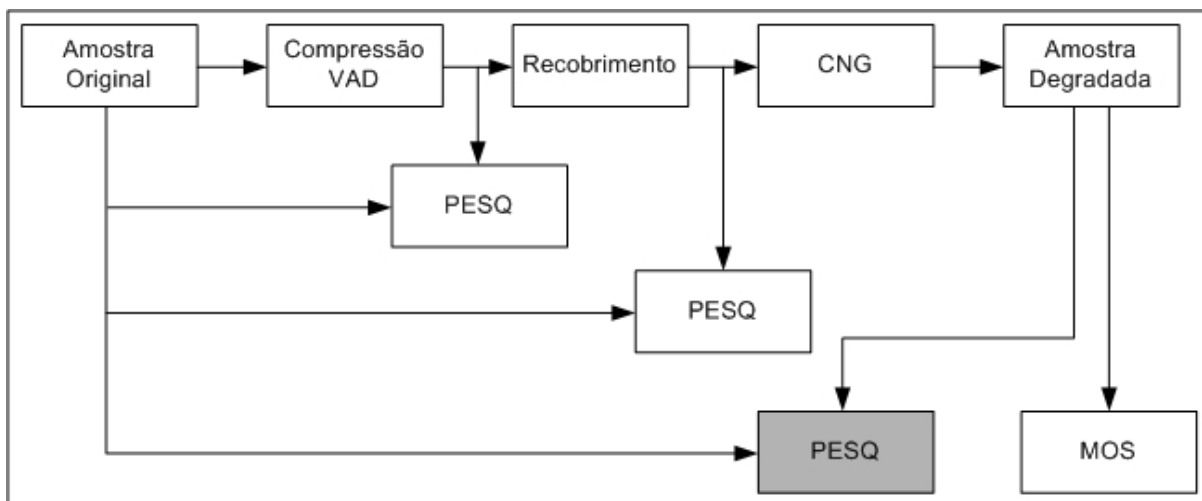 Amostra
Original
Compressão
VAD
Recobrimento
CNG
Amostra
Degradada
PESQ
PESQ
PESQ
MOS